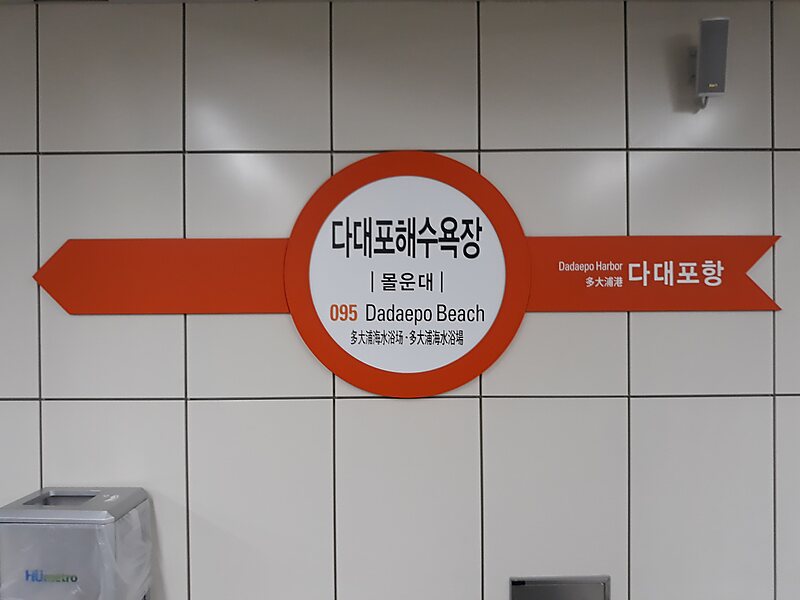 다대포해수욕장
| 몰운대 |
095 Dadaepo Beach
多大浦海水浴场 · 多大浦海水浴場
Dadaepo Harbor
多大浦港
다대포항
HUmetro